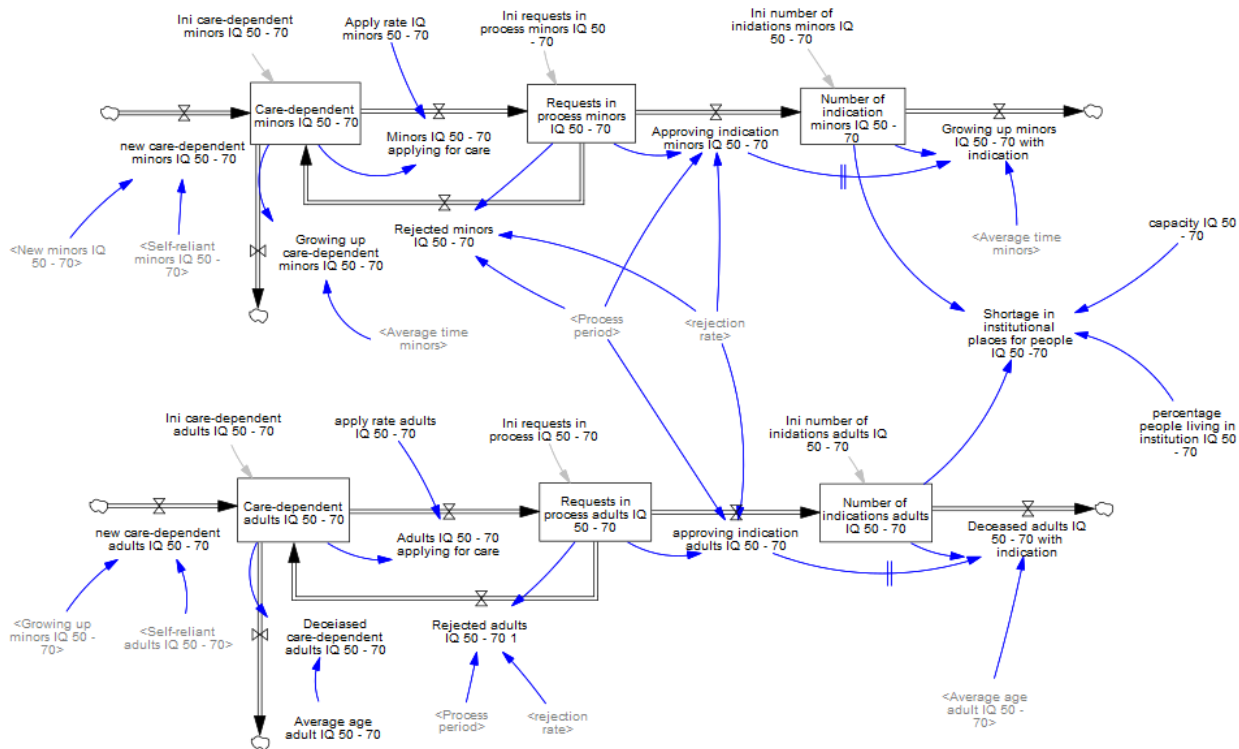 Ini care-dependent
minors IQ 50 - 70
Apply rate IQ
minors 50 - 70
Ini requests in
process minors IQ 50
- 70
Ini number of
inidations minors IQ
50 - 70
Care-dependent
minors IQ 50 - 70
Requests in
process minors
IQ 50 - 70
Number of
indication
minors IQ 50 -
70
new care-dependent
minors IQ 50 - 70
Minors IQ 50 - 70
applying for care
Approving indication
minors IQ 50 - 70
Growing up minors
IQ 50 - 70 with
indication
<New minors IQ
50 - 70>
<Self-reliant
minors IQ 50 -
70>
Growing up
care-dependent
minors IQ 50 - 70
Rejected minors
IQ 50 - 70
<Average time
minors>
capacity IQ 50
- 70
<Average time
minors>
<Process
period>
<rejection
rate>
Shortage in
institutional
places for people
IQ 50 -70
Ini care-dependent
adults IQ 50 - 70
apply rate adults
IQ 50 - 70
Ini requests in
process IQ 50 - 70
Ini number of
inidations adults IQ
50 - 70
percentage
people living in
institution IQ 50
- 70
Care-dependent
adults IQ 50 - 70
Requests in
process adults IQ
50 - 70
Number of
indications adults
IQ 50 - 70
new care-dependent
adults IQ 50 - 70
Adults IQ 50 - 70
applying for care
approving indication
adults IQ 50 - 70
Deceased adults IQ
50 - 70 with
indication
<Growing up
minors IQ 50 -
70>
<Self-reliant
adults IQ 50 - 70>
Deceiased
care-dependent
adults IQ 50 - 70
Rejected adults
IQ 50 - 70 1
Average age
adult IQ 50 - 70
<Process
period>
<rejection
rate>
<Average age
adult IQ 50 -
70>